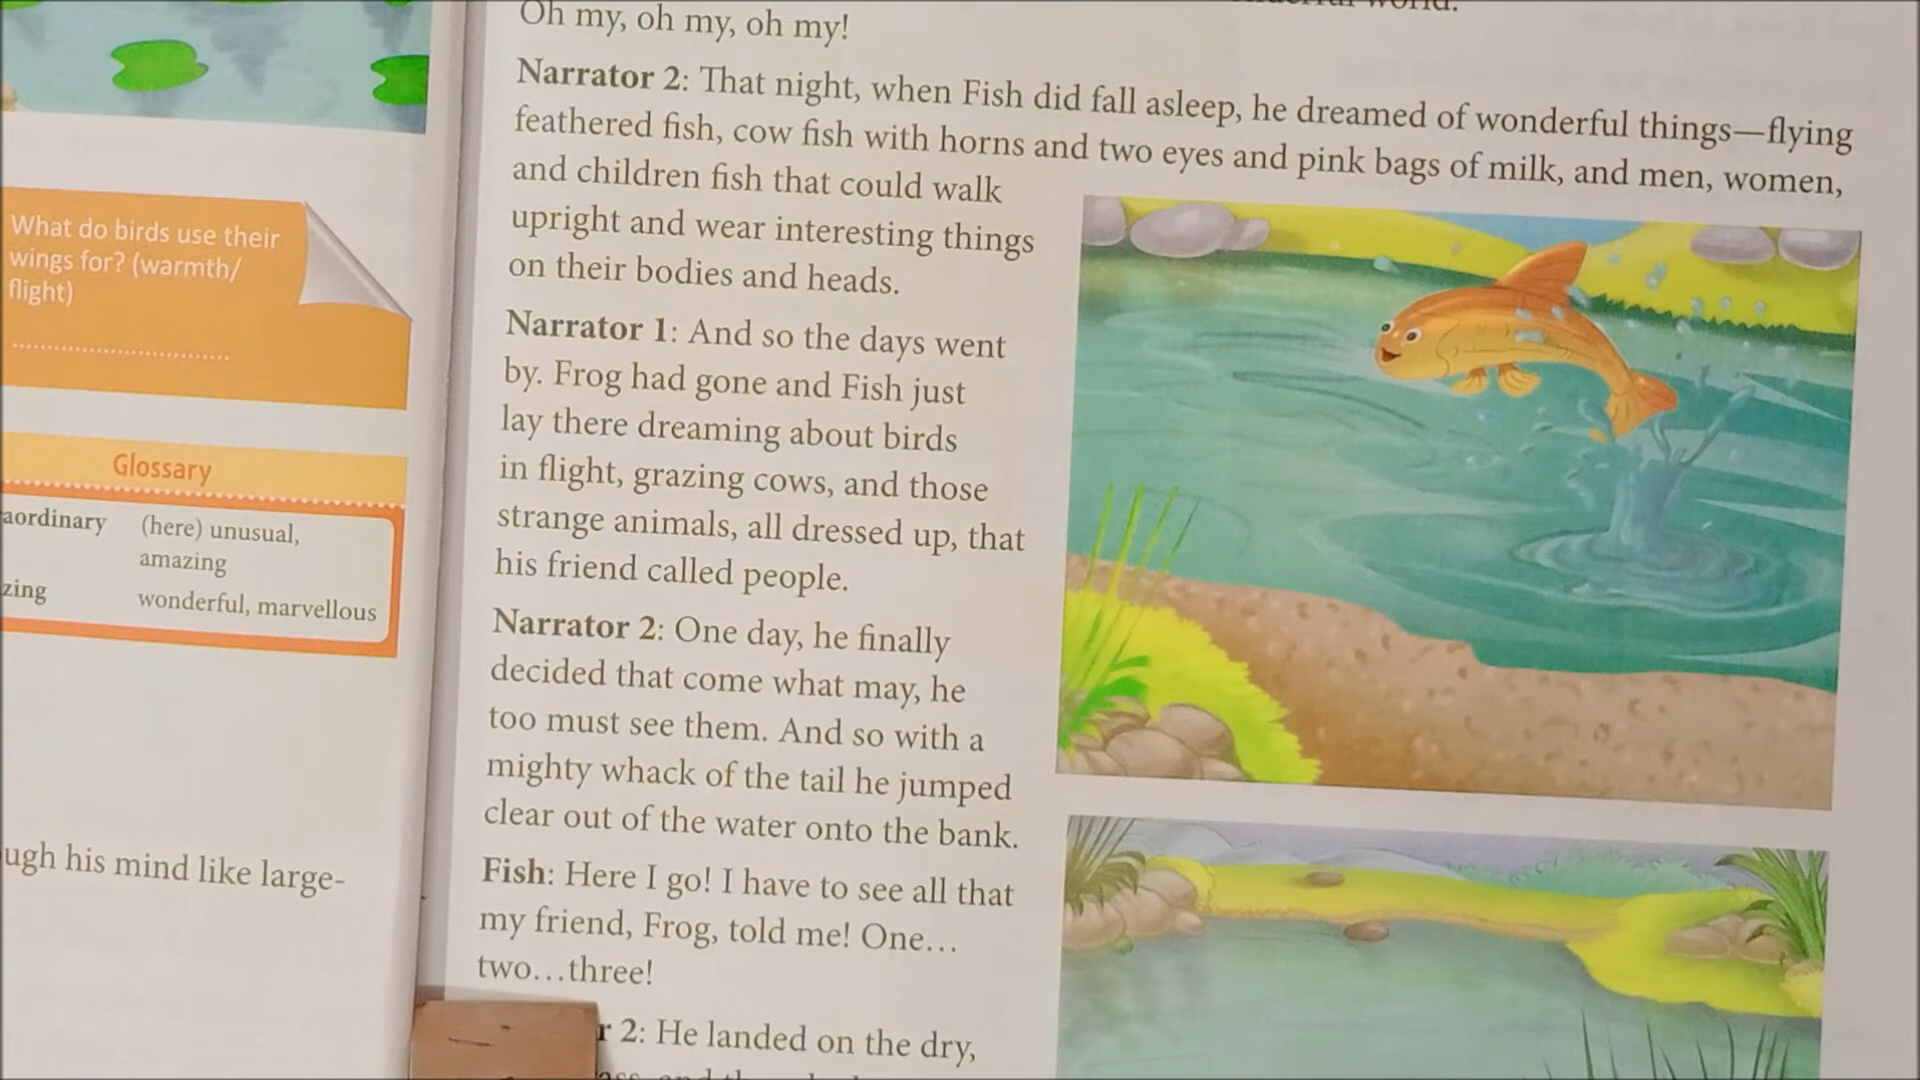 What do birds use their
wings for? (warmth/
flight)
Glossary
(here) unusual,
amazing
wonderful, marvellous
his mind like large-
Oh my, oh my, oh my!
Narrator 2: That night, when Fish did fall asleep, he dreamed of wonderful things—flying
feathered fish, cow fish with horns and two eyes and pink bags of milk, and men, women,
and children fish that could walk
upright and wear interesting things
on their bodies and heads.
Narrator 1: And so the days went
by. Frog had gone and Fish just
lay there dreaming about birds
in flight, grazing cows, and those
strange animals, all dressed up, that
his friend called people.
Narrator 2: One day, he finally
decided that come what may, he
too must see them. And so with a
mighty whack of the tail he jumped
clear out of the water onto the bank.
Fish: Here I go! I have to see all that
my friend, Frog, told me! One…
two…three!
2: He landed on the dry,